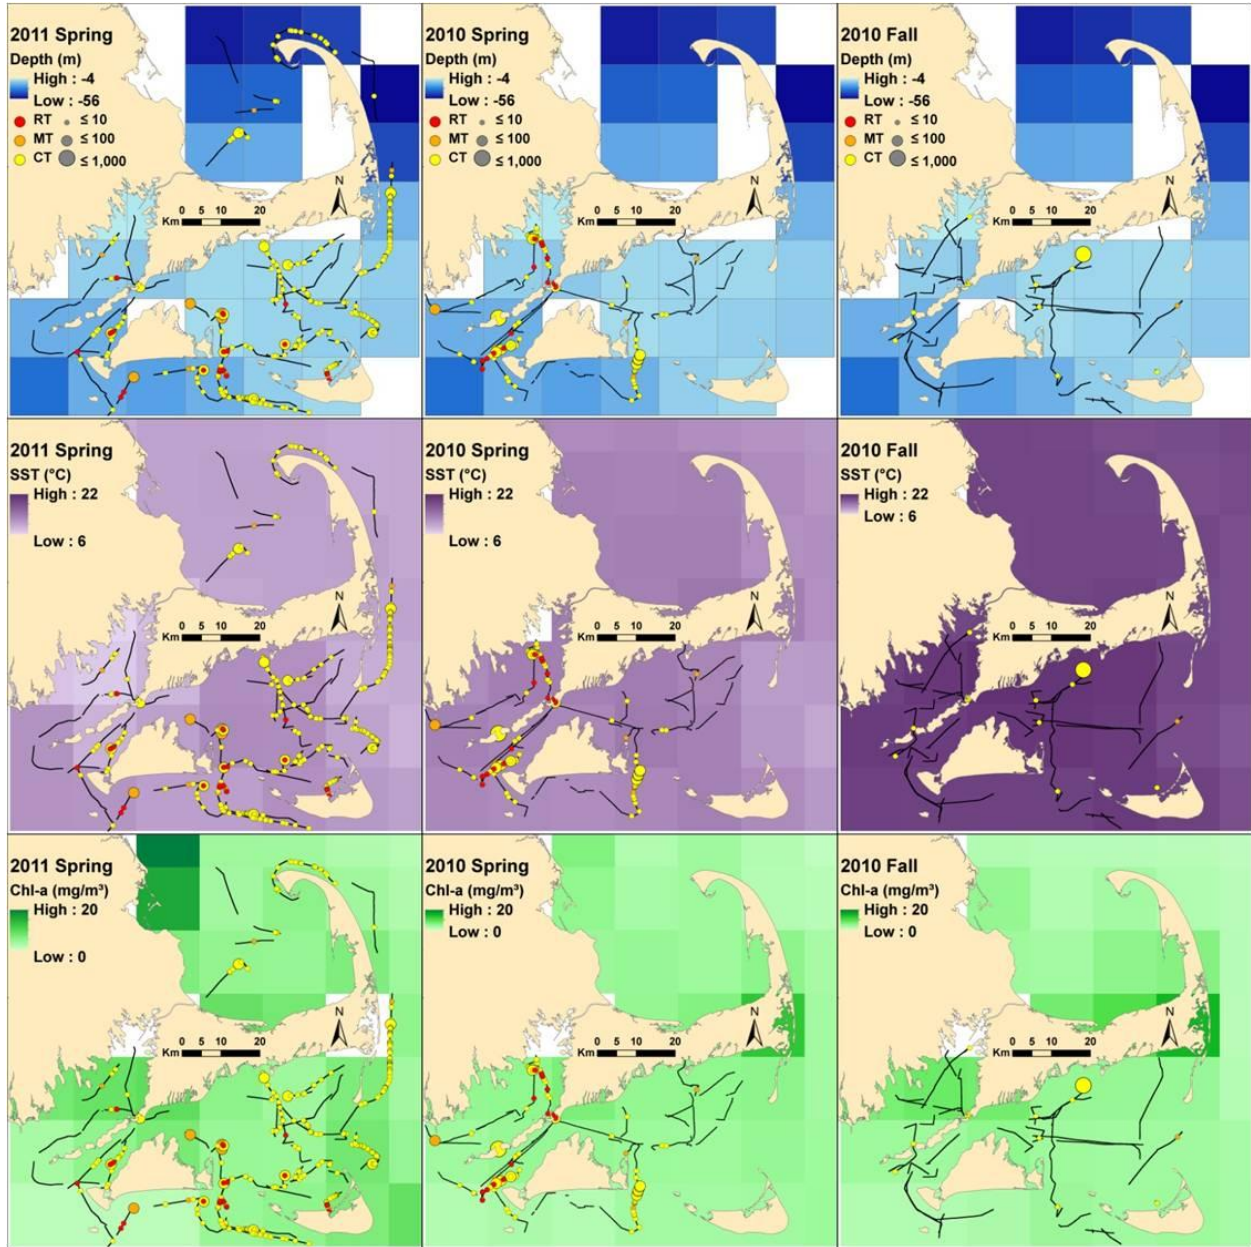 2011 Spring
Depth (m)
High : -4
Low : -56
RT ≤ 10
MT ≤ 100
CT ≤ 1,000
N
0 5 10 20
Km
2010 Spring
Depth (m)
High : -4
Low : -56
RT ≤ 10
MT ≤ 100
CT ≤ 1,000
N
0 5 10 20
Km
2010 Fall
Depth (m)
High : -4
Low : -56
RT ≤ 10
MT ≤ 100
CT ≤ 1,000
N
0 5 10 20
Km
2011 Spring
SST (°C)
High : 22
Low : 6
N
0 5 10 20
Km
2010 Spring
SST (°C)
High : 22
Low : 6
N
0 5 10 20
Km
2010 Fall
SST (°C)
High : 22
Low : 6
N
0 5 10 20
Km
2011 Spring
Chl-a (mg/m³)
High : 20
Low : 0
N
0 5 10 20
Km
2010 Spring
Chl-a (mg/m³)
High : 20
Low : 0
N
0 5 10 20
Km
2010 Fall
Chl-a (mg/m³)
High : 20
Low : 0
N
0 5 10 20
Km